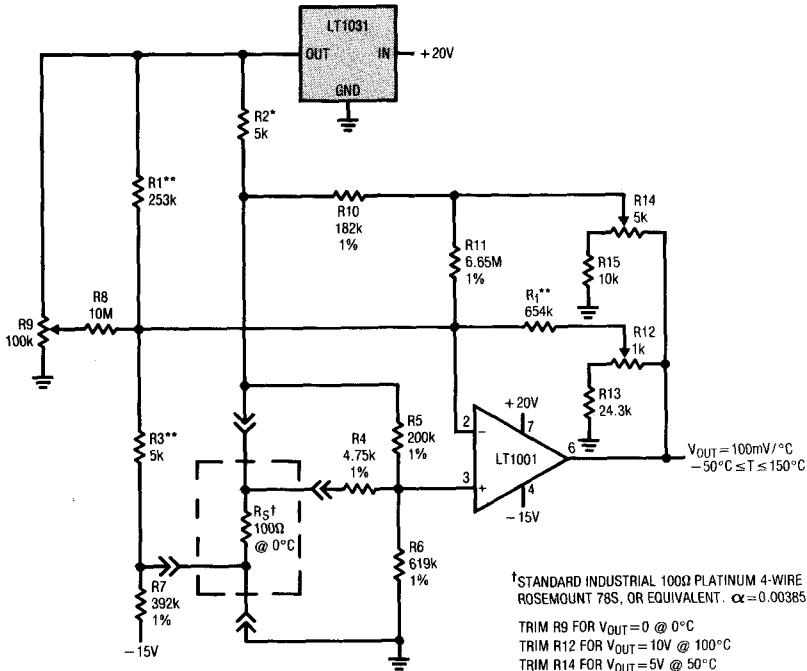 LT1031
OUT
IN
+20V
GND
R2*
5k
R1**
253k
R10
182k
1%
R14
5k
R11
6.65M
1%
R15
10k
R8
10M
R9
100k
R1**
654k
R12
1k
R13
24.3k
R3**
5k
R5
200k
1%
R4
4.75k
1%
+20V
2
7
−
LT1001
6
3
+
4
−15V
VOUT=100mV/°C
−50°C≤T≤150°C
RS†
100Ω
@ 0°C
R6
619k
1%
R7
392k
1%
−15V
†STANDARD INDUSTRIAL 100Ω PLATINUM 4-WIRE
ROSEMOUNT 78S, OR EQUIVALENT. α=0.00385
TRIM R9 FOR VOUT=0 @ 0°C
TRIM R12 FOR VOUT=10V @ 100°C
TRIM R14 FOR VOUT=5V @ 50°C